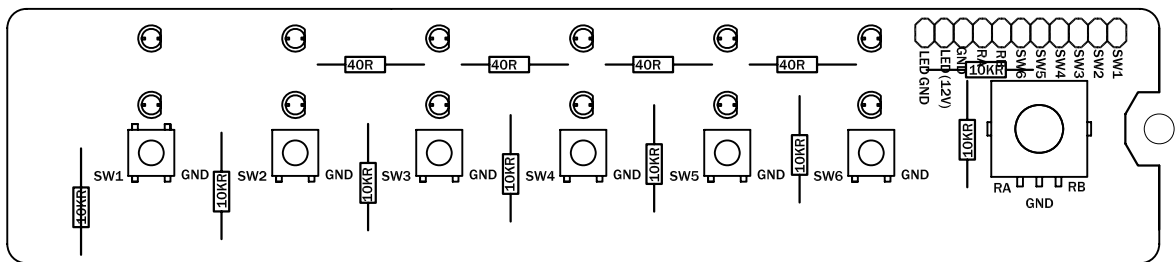 40R 40R 40R 40R
LED GND LED (12V) GND RA RB SW6 SW5 SW4 SW3 SW2 SW1
10KR
10KR 10KR 10KR 10KR 10KR 10KR 10KR
SW1 GND SW2 GND SW3 GND SW4 GND SW5 GND SW6 GND
RA RB
GND